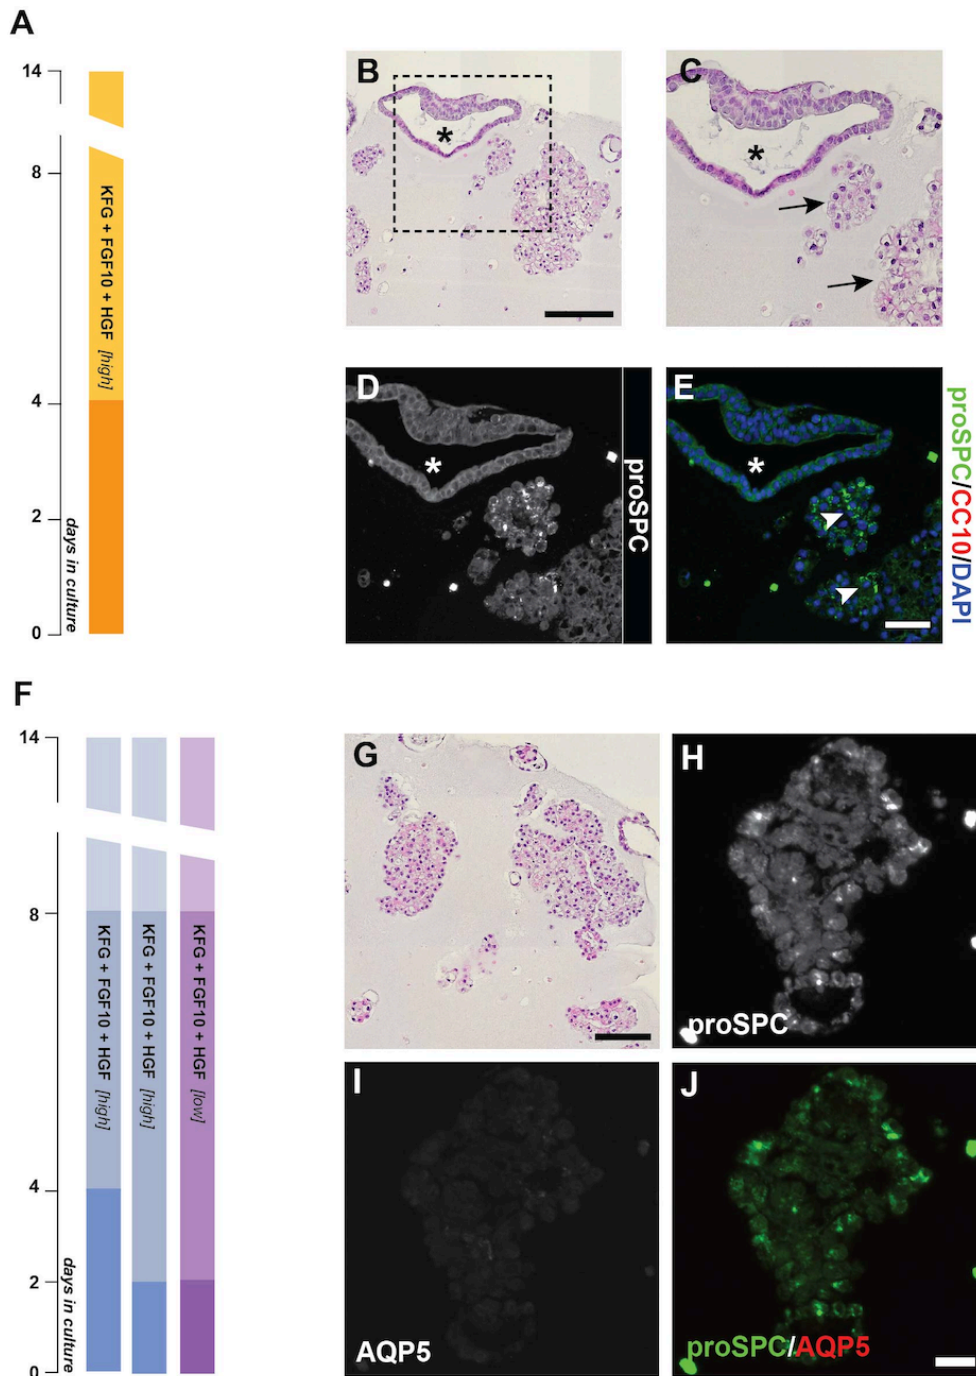 A
14
8
4
2
0
days in culture
KFG + FGF10 + HGF [high]
B
*
C
*
D
*
proSPC
E
*
proSPC/CC10/DAPI
F
14
8
4
2
0
days in culture
KFG + FGF10 + HGF [high]
KFG + FGF10 + HGF [high]
KFG + FGF10 + HGF [low]
G
H
proSPC
I
AQP5
J
proSPC/AQP5